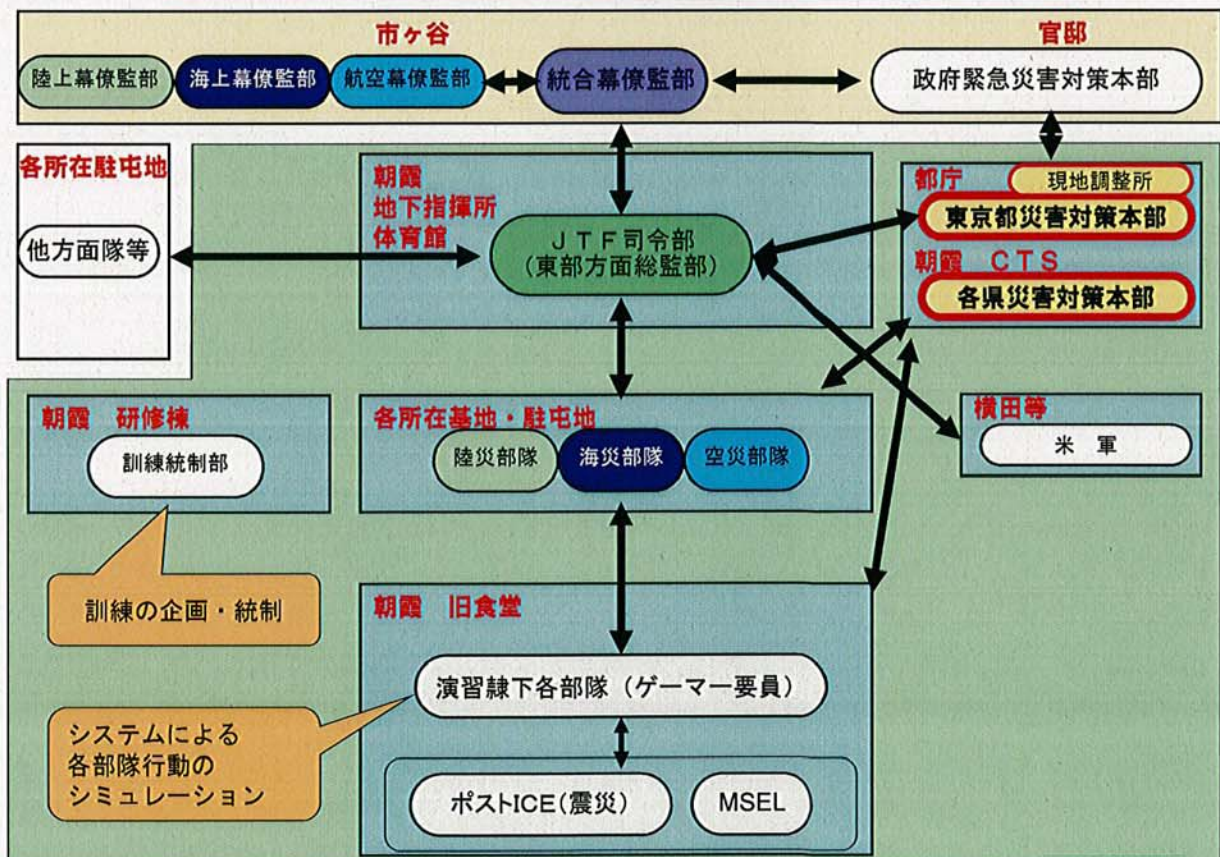 市ヶ谷
官邸
陸上幕僚監部
海上幕僚監部
航空幕僚監部
統合幕僚監部
政府緊急災害対策本部
各所在駐屯地
他方面隊等
朝霞
地下指揮所
体育館
JTF司令部
(東部方面総監部)
都庁
現地調整所
東京都災害対策本部
朝霞 CTS
各県災害対策本部
朝霞 研修棟
訓練統制部
各所在基地・駐屯地
陸災部隊
海災部隊
空災部隊
横田等
米 軍
訓練の企画・統制
朝霞 旧食堂
演習隷下各部隊(ゲーマー要員)
システムによる
各部隊行動の
シミュレーション
ポストICE(震災)
MSEL